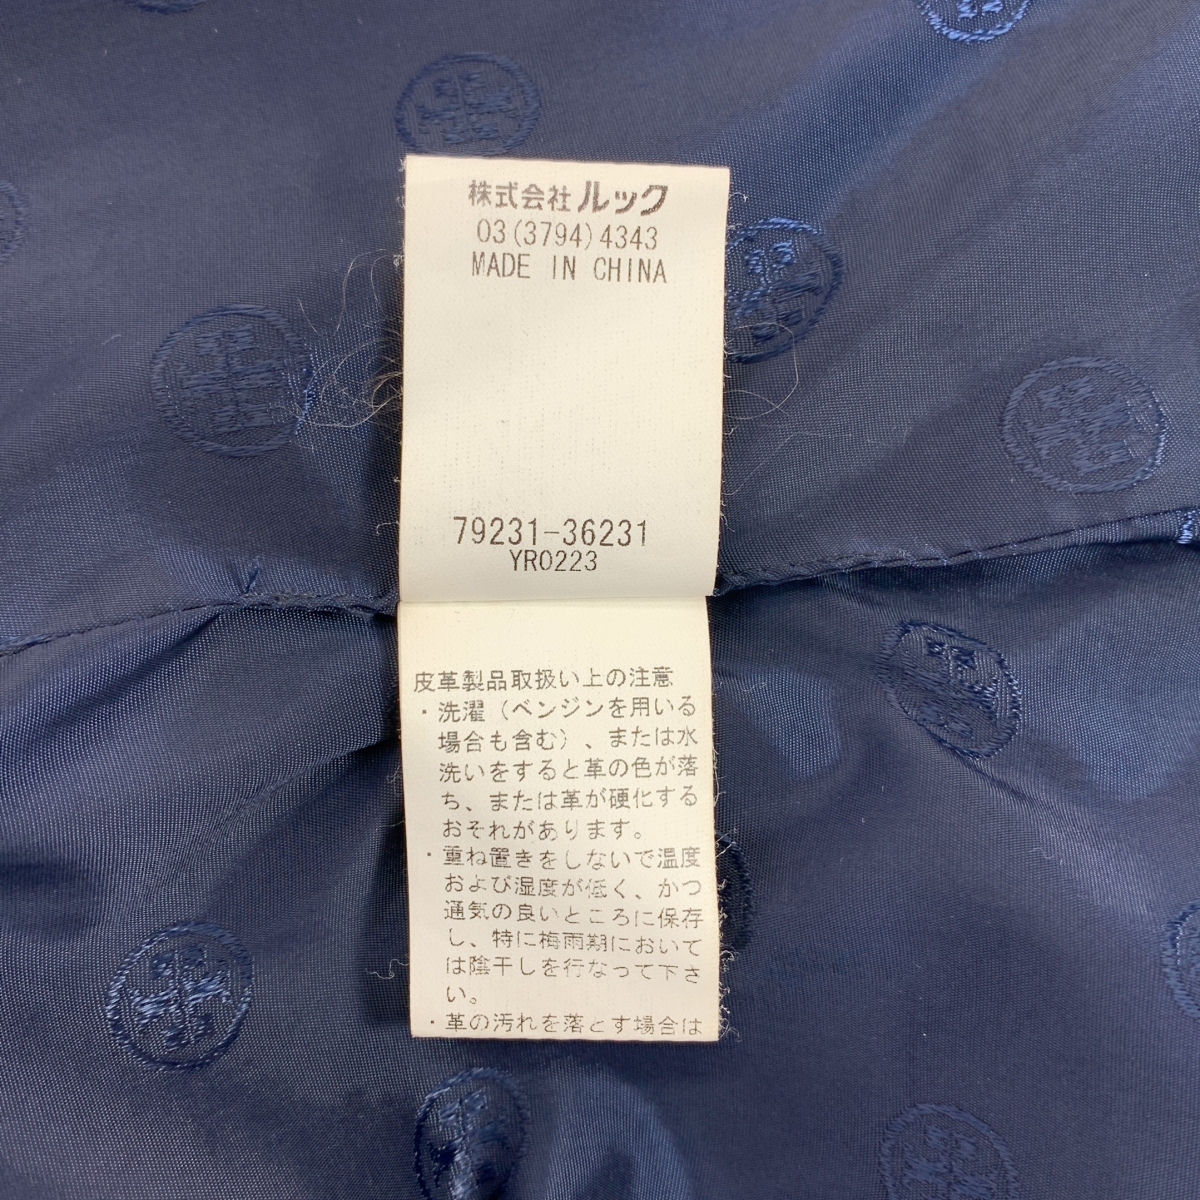 株式会社ルック
03(3794)4343
MADE IN CHINA
79231-36231
YR0223
皮革製品取扱い上の注意
・洗濯（ベンジンを用いる
場合も含む）、または水
洗いをすると革の色が落
ち、または革が硬化する
おそれがあります。
・重ね置きをしないで温度
および湿度が低く、かつ
通気の良いところに保存
し、特に梅雨期において
は陰干しを行なって下さ
い。
・革の汚れを落とす場合は